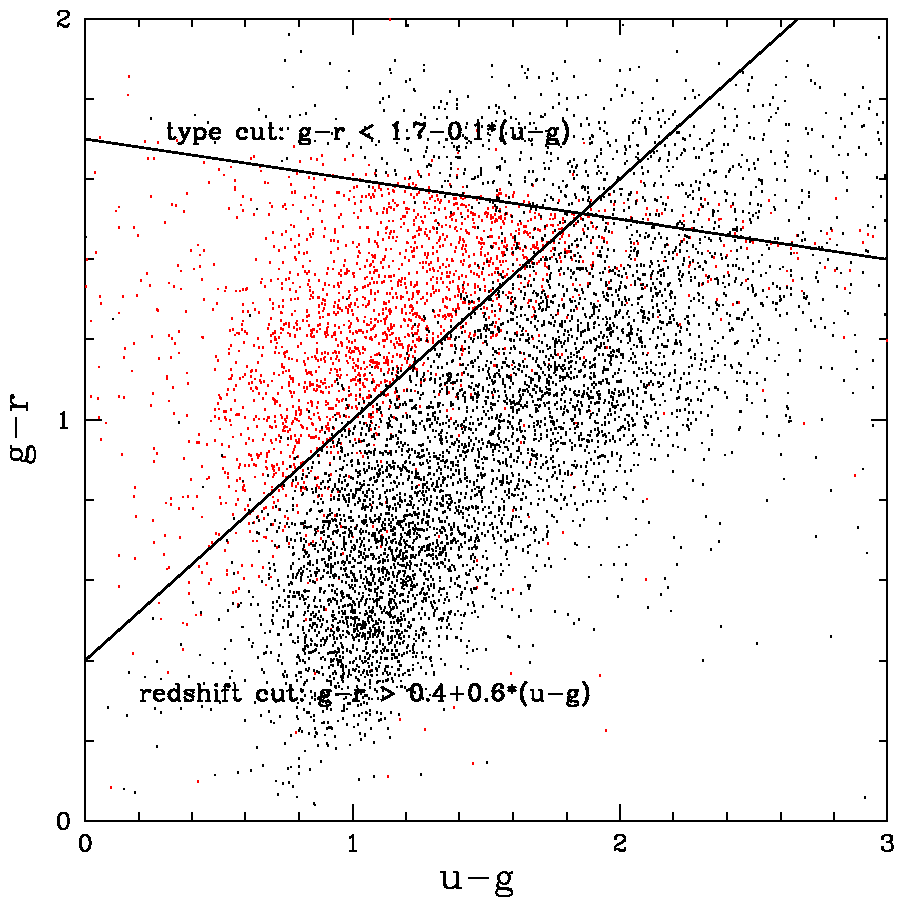 2
type cut: g-r < 1.7-0.1*(u-g)
g-r
1
redshift cut: g-r > 0.4+0.6*(u-g)
0
0 1 2 3
u-g